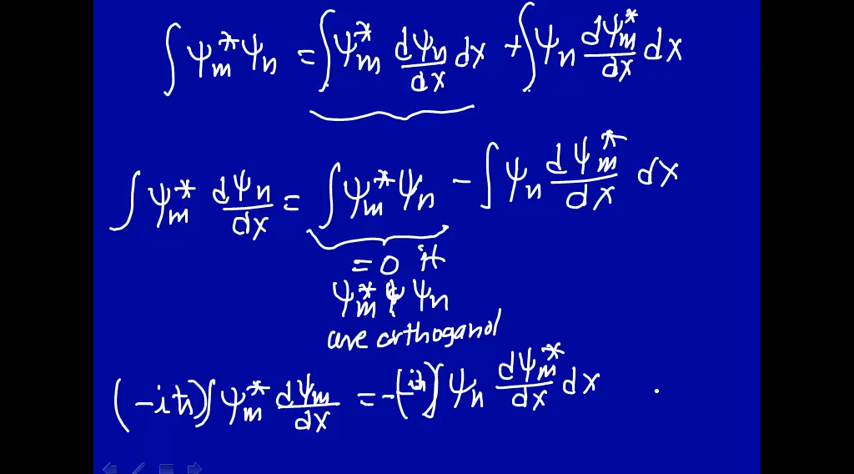 ∫ ψₘ* ψₙ = ∫ ψₘ* dψₙ/dx dx + ∫ ψₙ dψₘ*/dx dx
∫ ψₘ* dψₙ/dx = ∫ ψₘ* ψₙ − ∫ ψₙ dψₘ*/dx dx
= 0 if
ψₘ* & ψₙ
are orthoganol
(−iħ) ∫ ψₘ* dψₘ/dx = −(−iħ) ∫ ψₙ dψₘ*/dx dx .